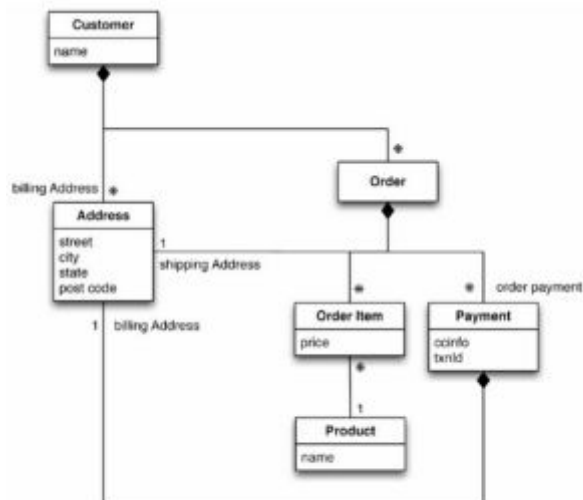 Customer
name
*
billing Address
*
Order
Address
street
city
state
post code
1
shipping Address
*
*
order payment
1
billing Address
Order Item
price
Payment
ccinfo
txnId
*
1
Product
name